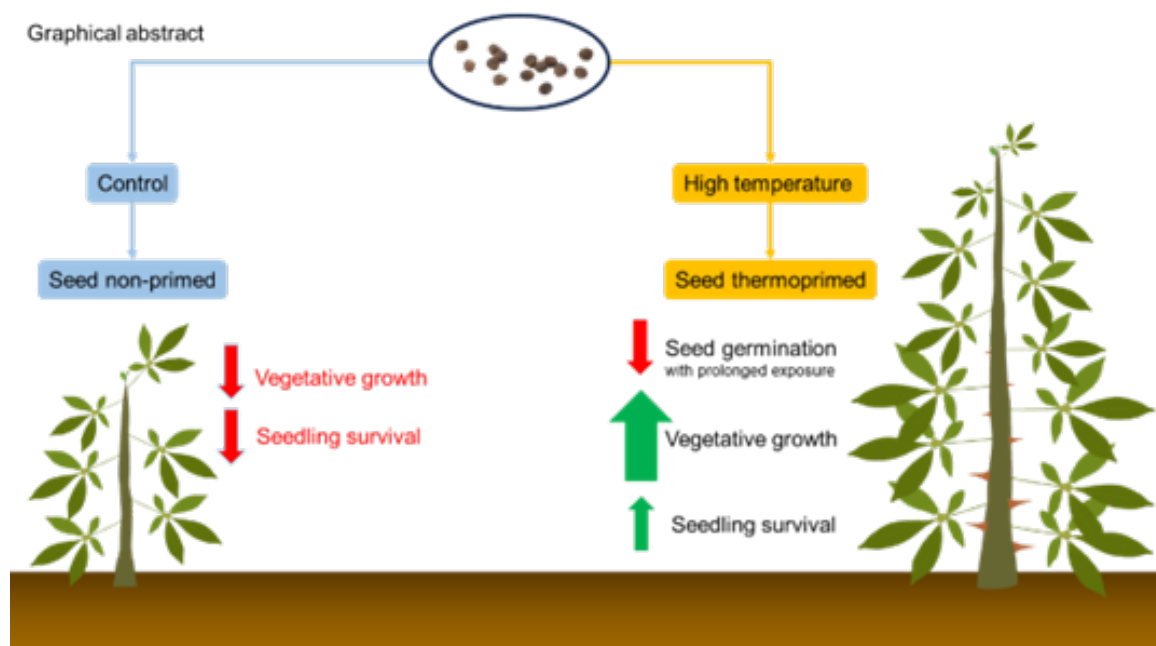 Graphical abstract
Control
Seed non-primed
Vegetative growth
Seedling survival
High temperature
Seed thermoprimed
Seed germination
with prolonged exposure
Vegetative growth
Seedling survival